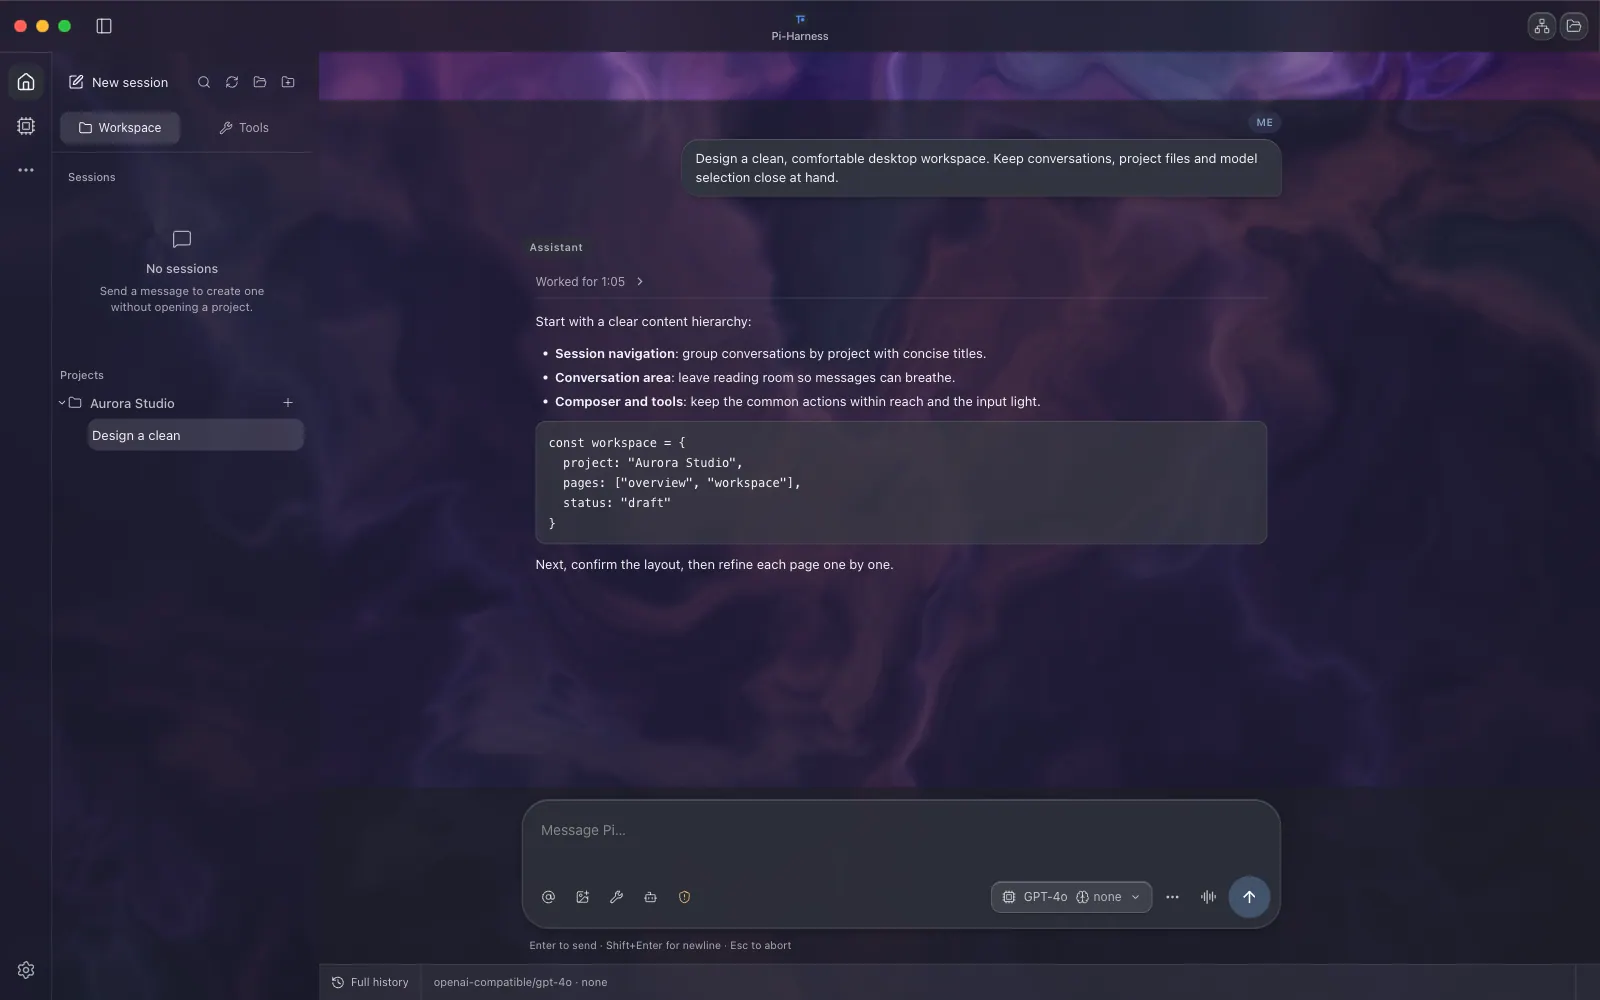 Pi-Harness
New session
Workspace
Tools
Sessions
No sessions
Send a message to create one
without opening a project.
Projects
Aurora Studio
Design a clean
ME
Design a clean, comfortable desktop workspace. Keep conversations, project files and model
selection close at hand.
Assistant
Worked for 1:05
Start with a clear content hierarchy:
• Session navigation: group conversations by project with concise titles.
• Conversation area: leave reading room so messages can breathe.
• Composer and tools: keep the common actions within reach and the input light.
const workspace = {
  project: "Aurora Studio",
  pages: ["overview", "workspace"],
  status: "draft"
}
Next, confirm the layout, then refine each page one by one.
Message Pi...
GPT-4o none
Enter to send · Shift+Enter for newline · Esc to abort
Full history
openai-compatible/gpt-4o · none